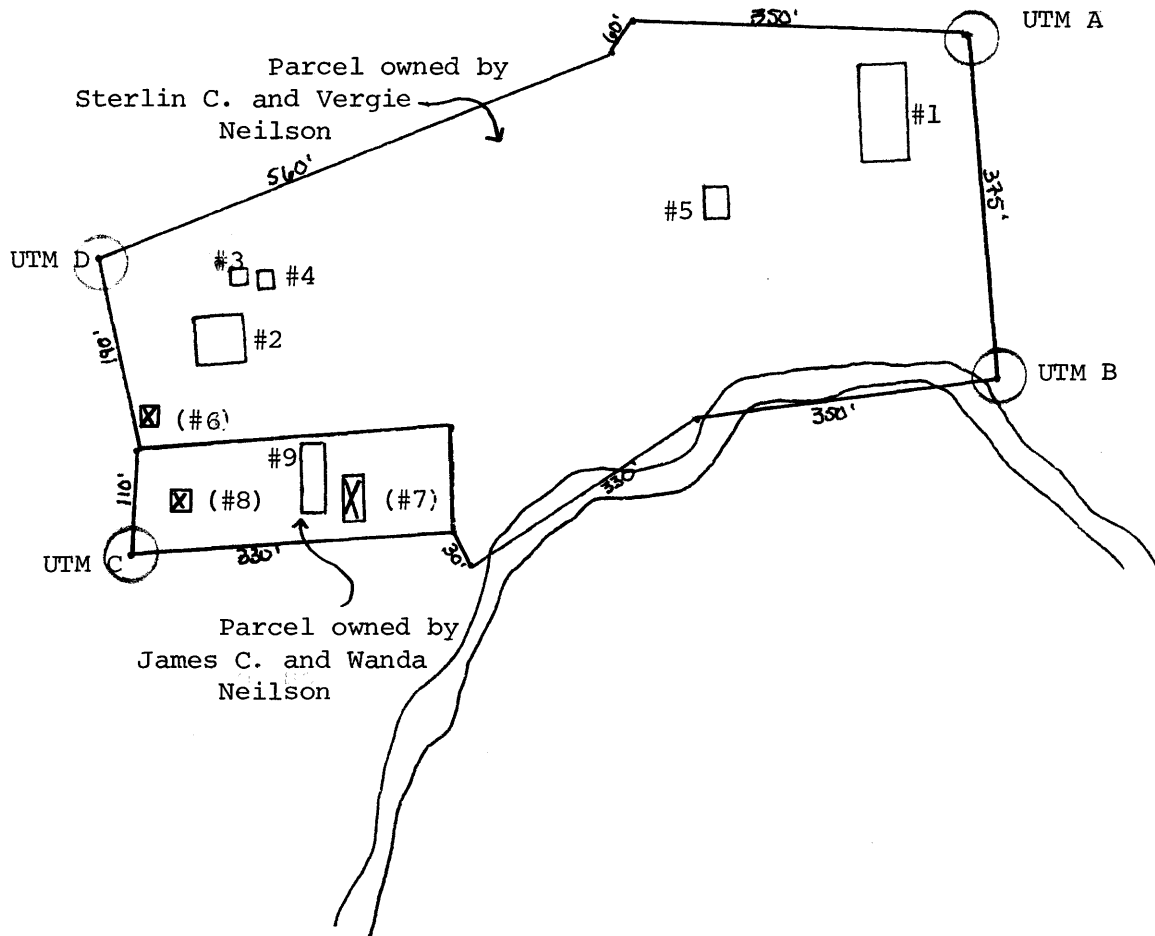 350'
UTM A
60'
Parcel owned by
Sterlin C. and Vergie
Neilson
#1
560'
375'
#5
UTM D
#3
#4
190'
#2
UTM B
350'
(#6)
#9
330'
110'
(#8)
(#7)
UTM C
330'
30'
Parcel owned by
James C. and Wanda
Neilson